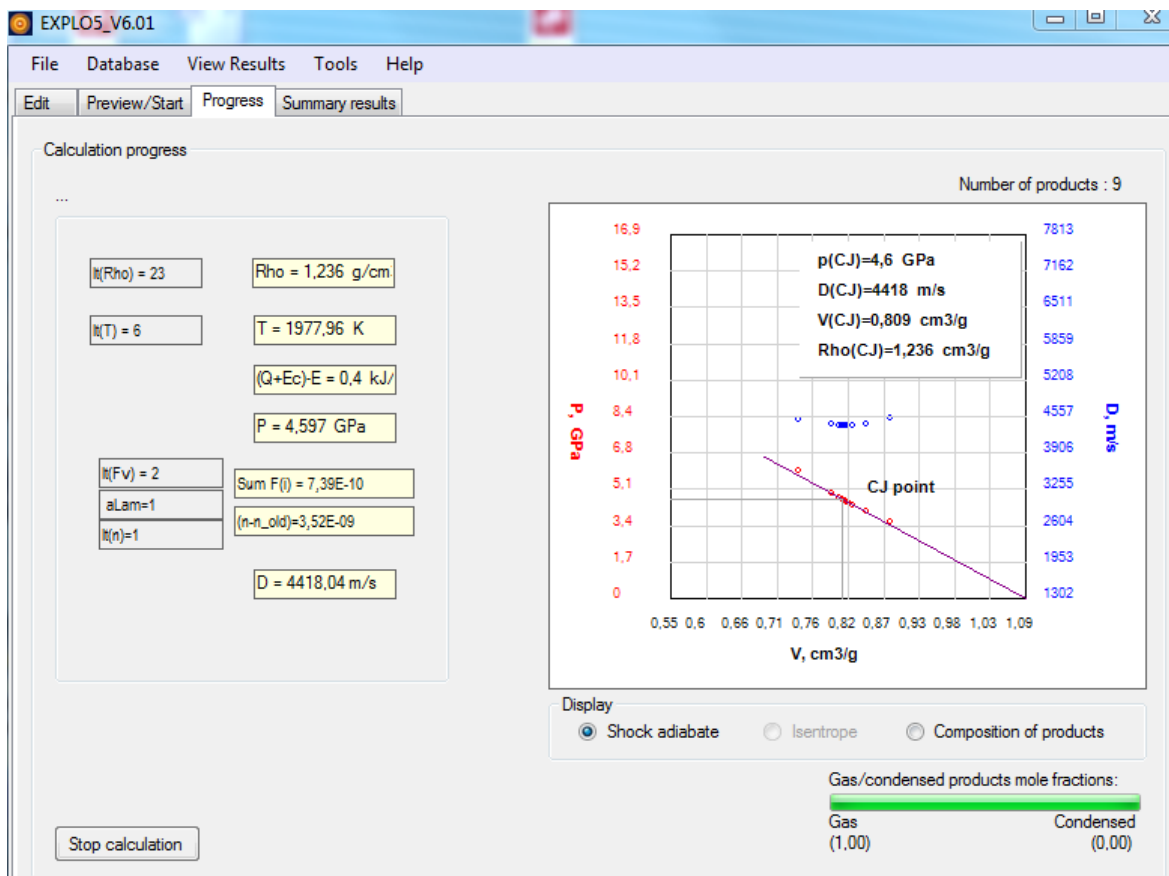 EXPLO5_V6.01
File Database View Results Tools Help
Edit Preview/Start Progress Summary results
Calculation progress
...
Number of products : 9
It(Rho) = 23
Rho = 1,236 g/cm
It(T) = 6
T = 1977,96 K
(Q+Ec)-E = 0,4 kJ/
P = 4,597 GPa
It(Fv) = 2
aLam=1
It(n)=1
Sum F(i) = 7,39E-10
(n-n_old)=3,52E-09
D = 4418,04 m/s
16,9
15,2
13,5
11,8
10,1
8,4
6,8
5,1
3,4
1,7
0
P, GPa
p(CJ)=4,6 GPa
D(CJ)=4418 m/s
V(CJ)=0,809 cm3/g
Rho(CJ)=1,236 cm3/g
CJ point
7813
7162
6511
5859
5208
4557
3906
3255
2604
1953
1302
D, m/s
0,55 0,6 0,66 0,71 0,76 0,82 0,87 0,93 0,98 1,03 1,09
V, cm3/g
Display
Shock adiabate Isentrope Composition of products
Gas/condensed products mole fractions:
Gas Condensed
(1,00) (0,00)
Stop calculation